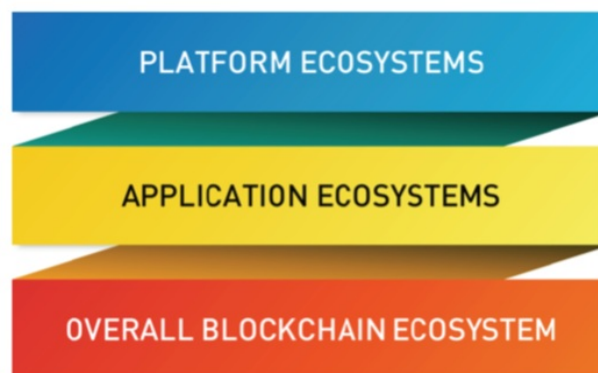 PLATFORM ECOSYSTEMS
APPLICATION ECOSYSTEMS
OVERALL BLOCKCHAIN ECOSYSTEM